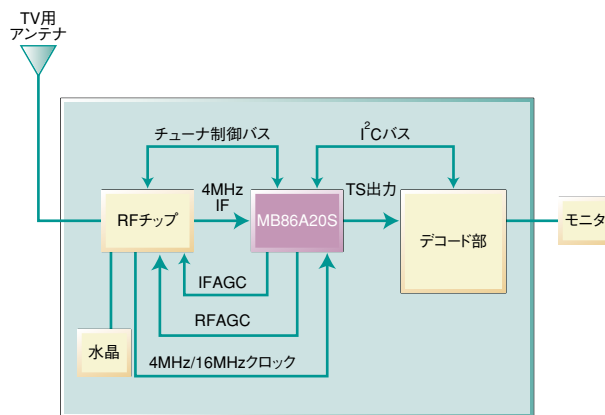 TV用
アンテナ
チューナ制御バス
I²Cバス
4MHz
IF
TS出力
RFチップ
MB86A20S
デコード部
モニタ
IFAGC
RFAGC
水晶
4MHz/16MHzクロック